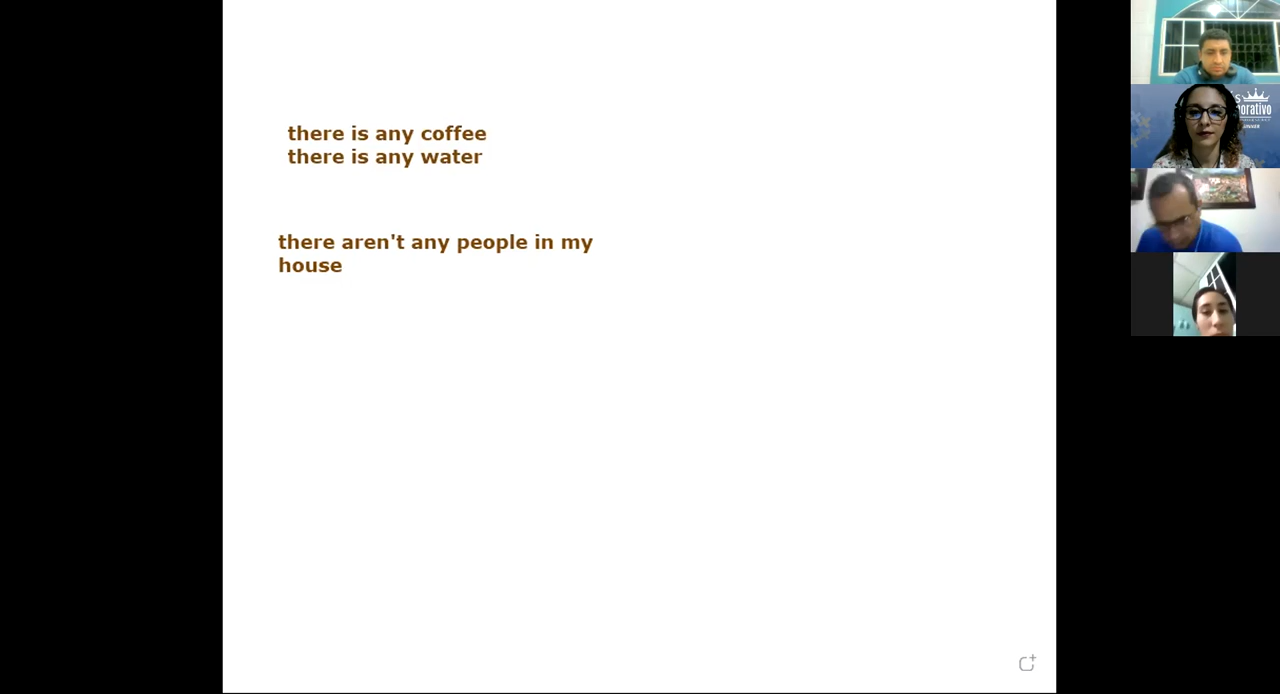 there is any coffee
there is any water
there aren't any people in my
house